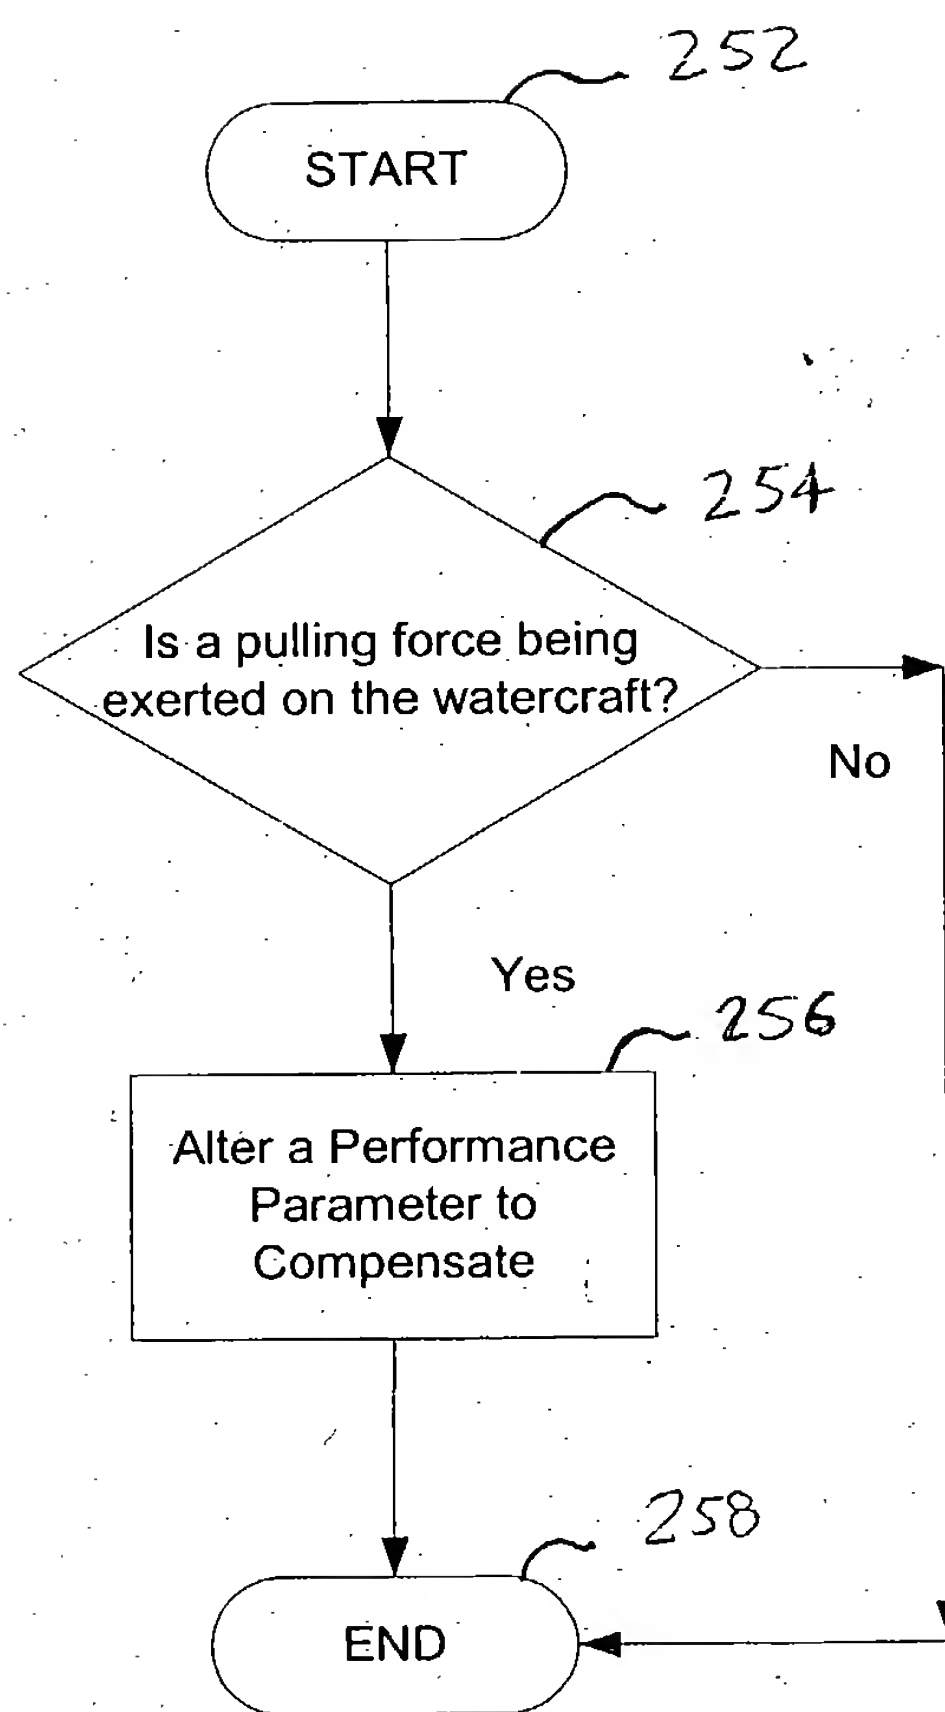 252
START
254
Is a pulling force being
exerted on the watercraft?
No
Yes
256
Alter a Performance
Parameter to
Compensate
258
END